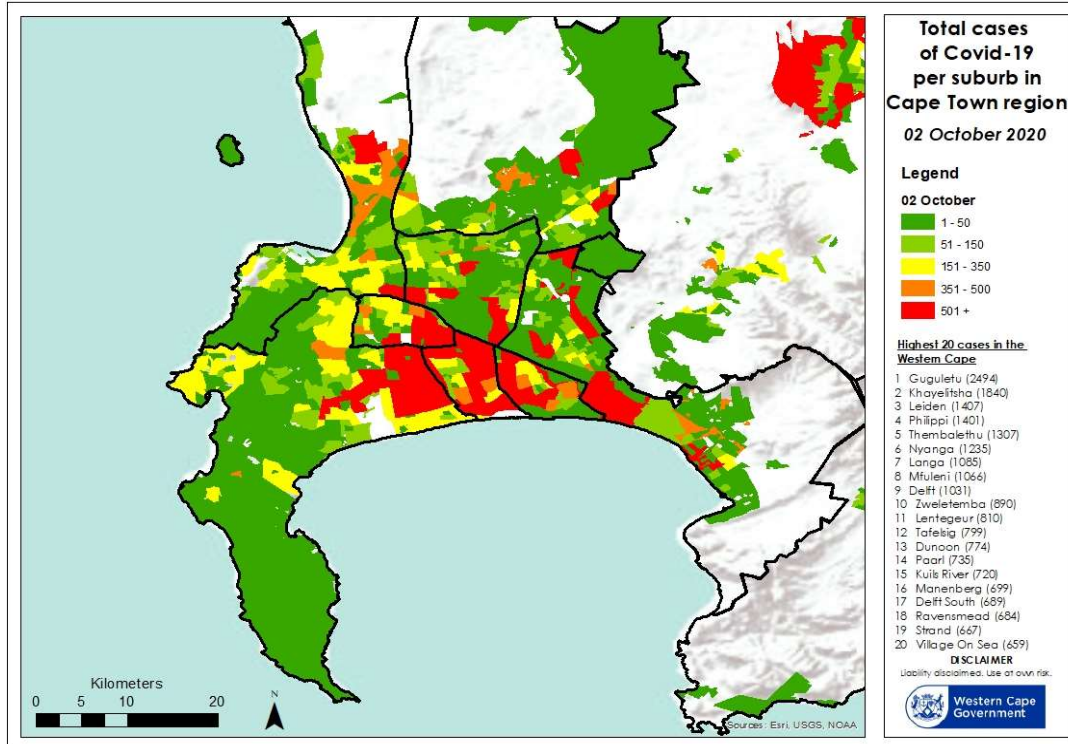 Total cases
of Covid-19
per suburb in
Cape Town region
02 October 2020
Legend
02 October
1 - 50
51 - 150
151 - 350
351 - 500
501 +
Highest 20 cases in the
Western Cape
1 Guguletu (2494)
2 Khayelitsha (1840)
3 Leiden (1407)
4 Philippi (1401)
5 Thembalethu (1307)
6 Nyanga (1235)
7 Langa (1085)
8 Mfuleni (1066)
9 Delft (1031)
10 Zweletemba (890)
11 Lentegeur (810)
12 Tafelsig (799)
13 Dunoon (774)
14 Paarl (735)
15 Kuils River (720)
16 Manenberg (699)
17 Delft South (689)
18 Ravensmead (684)
19 Strand (667)
20 Village On Sea (659)
DISCLAIMER
Liability disclaimed. Use at own risk.
Western Cape
Government
Kilometers
0 5 10 20
N
Sources: Esri, USGS, NOAA